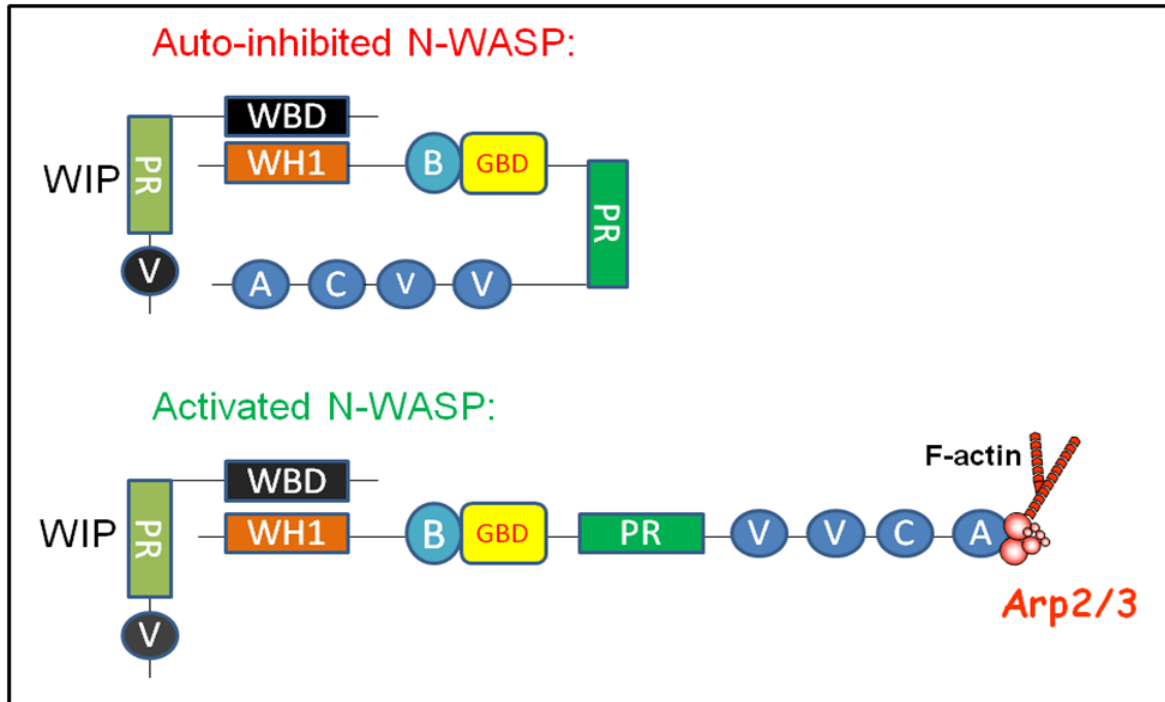 Auto-inhibited N-WASP:
WBD
WIP PR WH1 B GBD PR
V A C V V
Activated N-WASP:
F-actin
WBD
WIP PR WH1 B GBD PR V V C A
Arp2/3
V